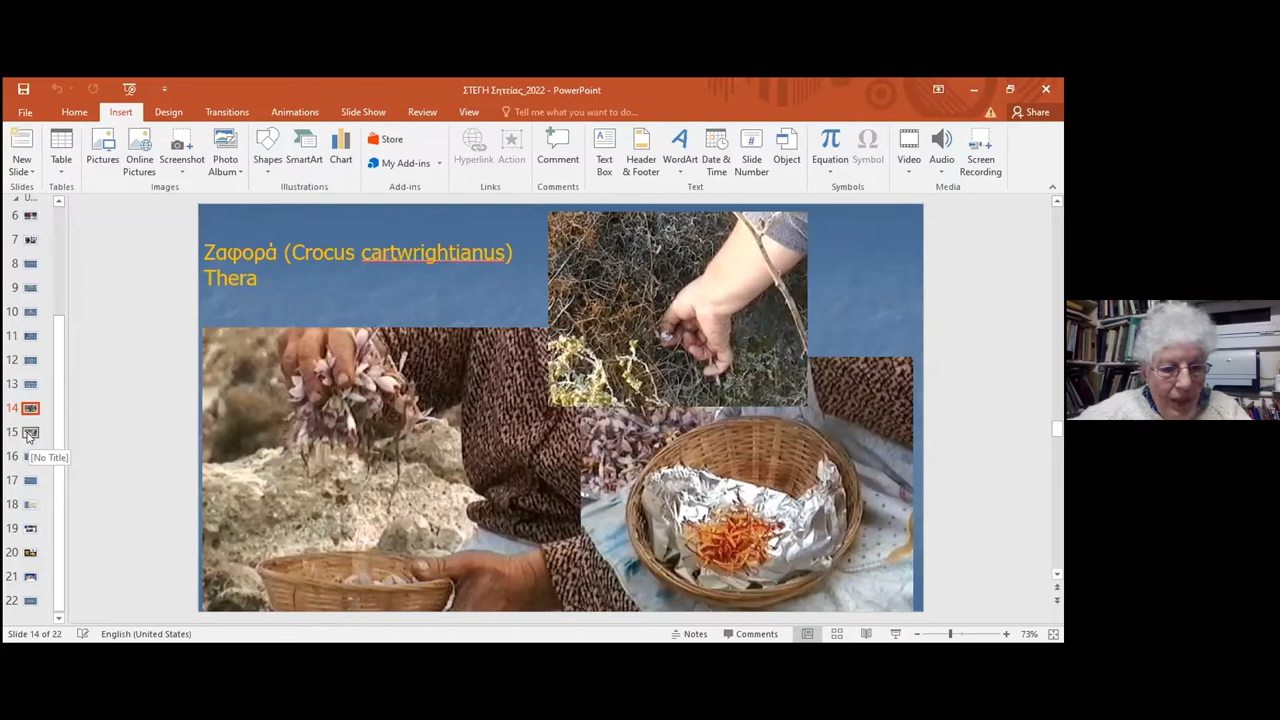 ΣΤΕΓΗ Σητείας_2022 - PowerPoint
File Home Insert Design Transitions Animations Slide Show Review View Tell me what you want to do... Share
New Slide Table Pictures Online Pictures Screenshot Photo Album Shapes SmartArt Chart Store My Add-ins Hyperlink Action Comment Text Box Header & Footer WordArt Date & Time Slide Number Object Equation Symbol Video Audio Screen Recording
Slides Tables Images Illustrations Add-ins Links Comments Text Symbols Media
U...
6
7
8
9
10
11
12
13
14
15
[No Title]
16
17
18
19
20
21
22
Ζαφορά (Crocus cartwrightianus)
Thera
Slide 14 of 22 English (United States) Notes Comments 73%